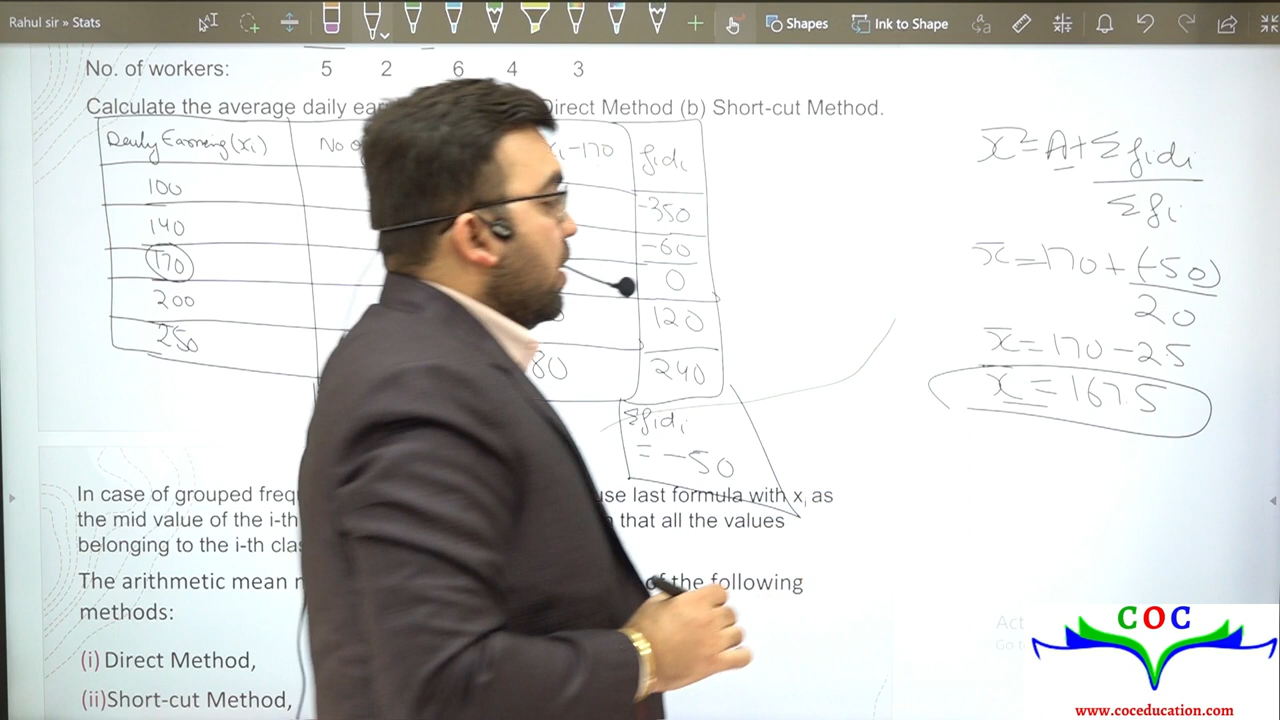 Rahul sir » Stats
Shapes
Ink to Shape
No. of workers: 5 2 6 4 3
Calculate the average daily ear Direct Method (b) Short-cut Method.
Daily Earning (xi) No o xi-170 fidi
100 -350
140 -60
170 0
200 120
250 80 240
Σfidi
= -50
x̄ = A + Σfidi
Σfi
x̄ = 170 + (-50)
20
x̄ = 170 - 2.5
x̄ = 167.5
In case of grouped freq use last formula with xi as
the mid value of the i-th that all the values
belonging to the i-th clas
The arithmetic mean of the following
methods:
(i) Direct Method,
(ii)Short-cut Method,
Act
Go t
COC
www.coceducation.com